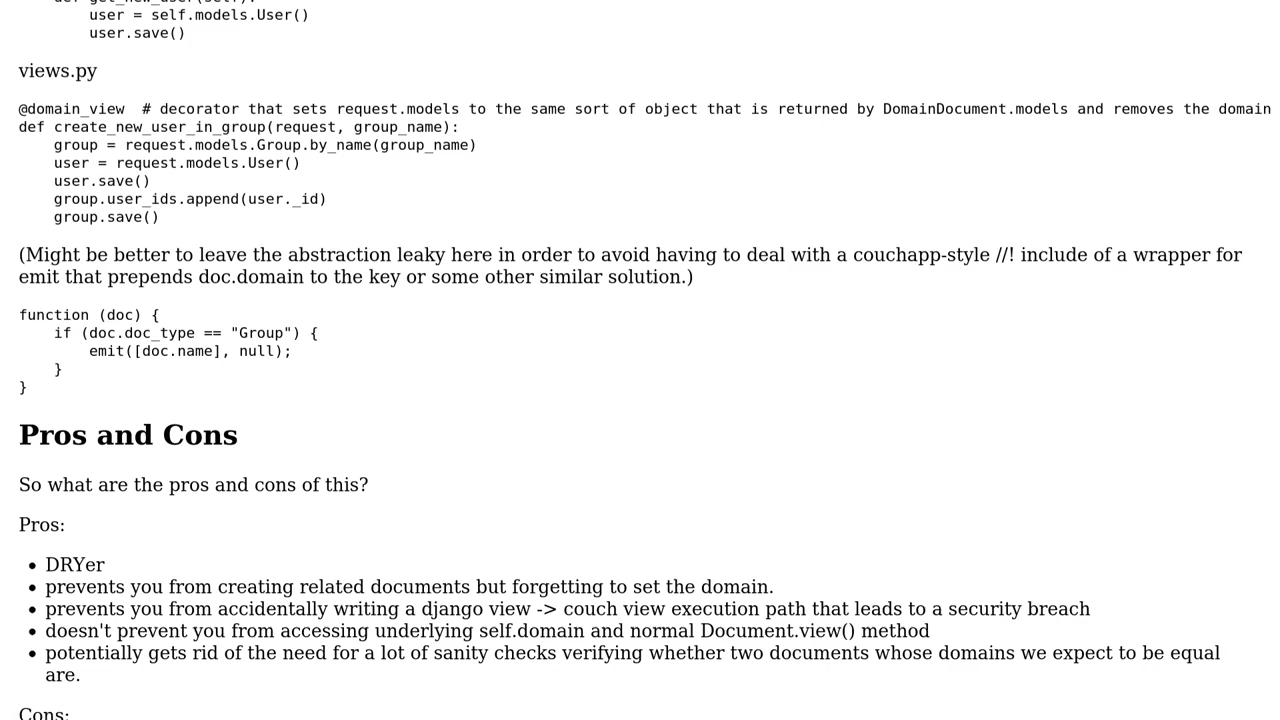 def get_new_user(self):
user = self.models.User()
user.save()
views.py
@domain_view  # decorator that sets request.models to the same sort of object that is returned by DomainDocument.models and removes the domain
def create_new_user_in_group(request, group_name):
group = request.models.Group.by_name(group_name)
user = request.models.User()
user.save()
group.user_ids.append(user._id)
group.save()
(Might be better to leave the abstraction leaky here in order to avoid having to deal with a couchapp-style //! include of a wrapper for
emit that prepends doc.domain to the key or some other similar solution.)
function (doc) {
if (doc.doc_type == "Group") {
emit([doc.name], null);
}
}
Pros and Cons
So what are the pros and cons of this?
Pros:
• DRYer
• prevents you from creating related documents but forgetting to set the domain.
• prevents you from accidentally writing a django view -> couch view execution path that leads to a security breach
• doesn't prevent you from accessing underlying self.domain and normal Document.view() method
• potentially gets rid of the need for a lot of sanity checks verifying whether two documents whose domains we expect to be equal
are.
Cons: